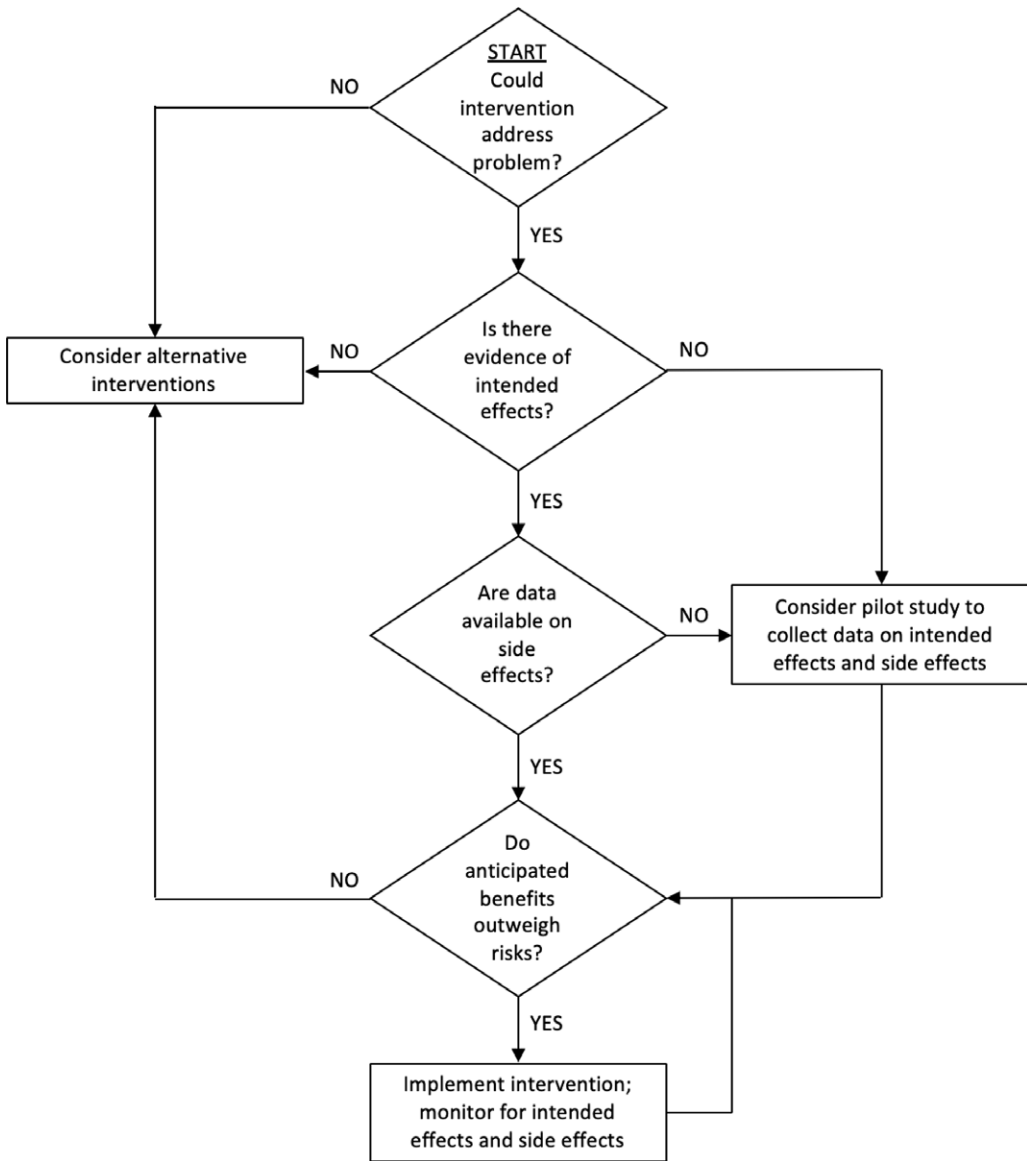 START
Could
intervention
address
problem?
NO
YES
Is there
evidence of
intended
effects?
NO
NO
Consider alternative
interventions
YES
Are data
available on
side
effects?
NO
Consider pilot study to
collect data on intended
effects and side effects
YES
Do
anticipated
benefits
outweigh
risks?
NO
YES
Implement intervention;
monitor for intended
effects and side effects